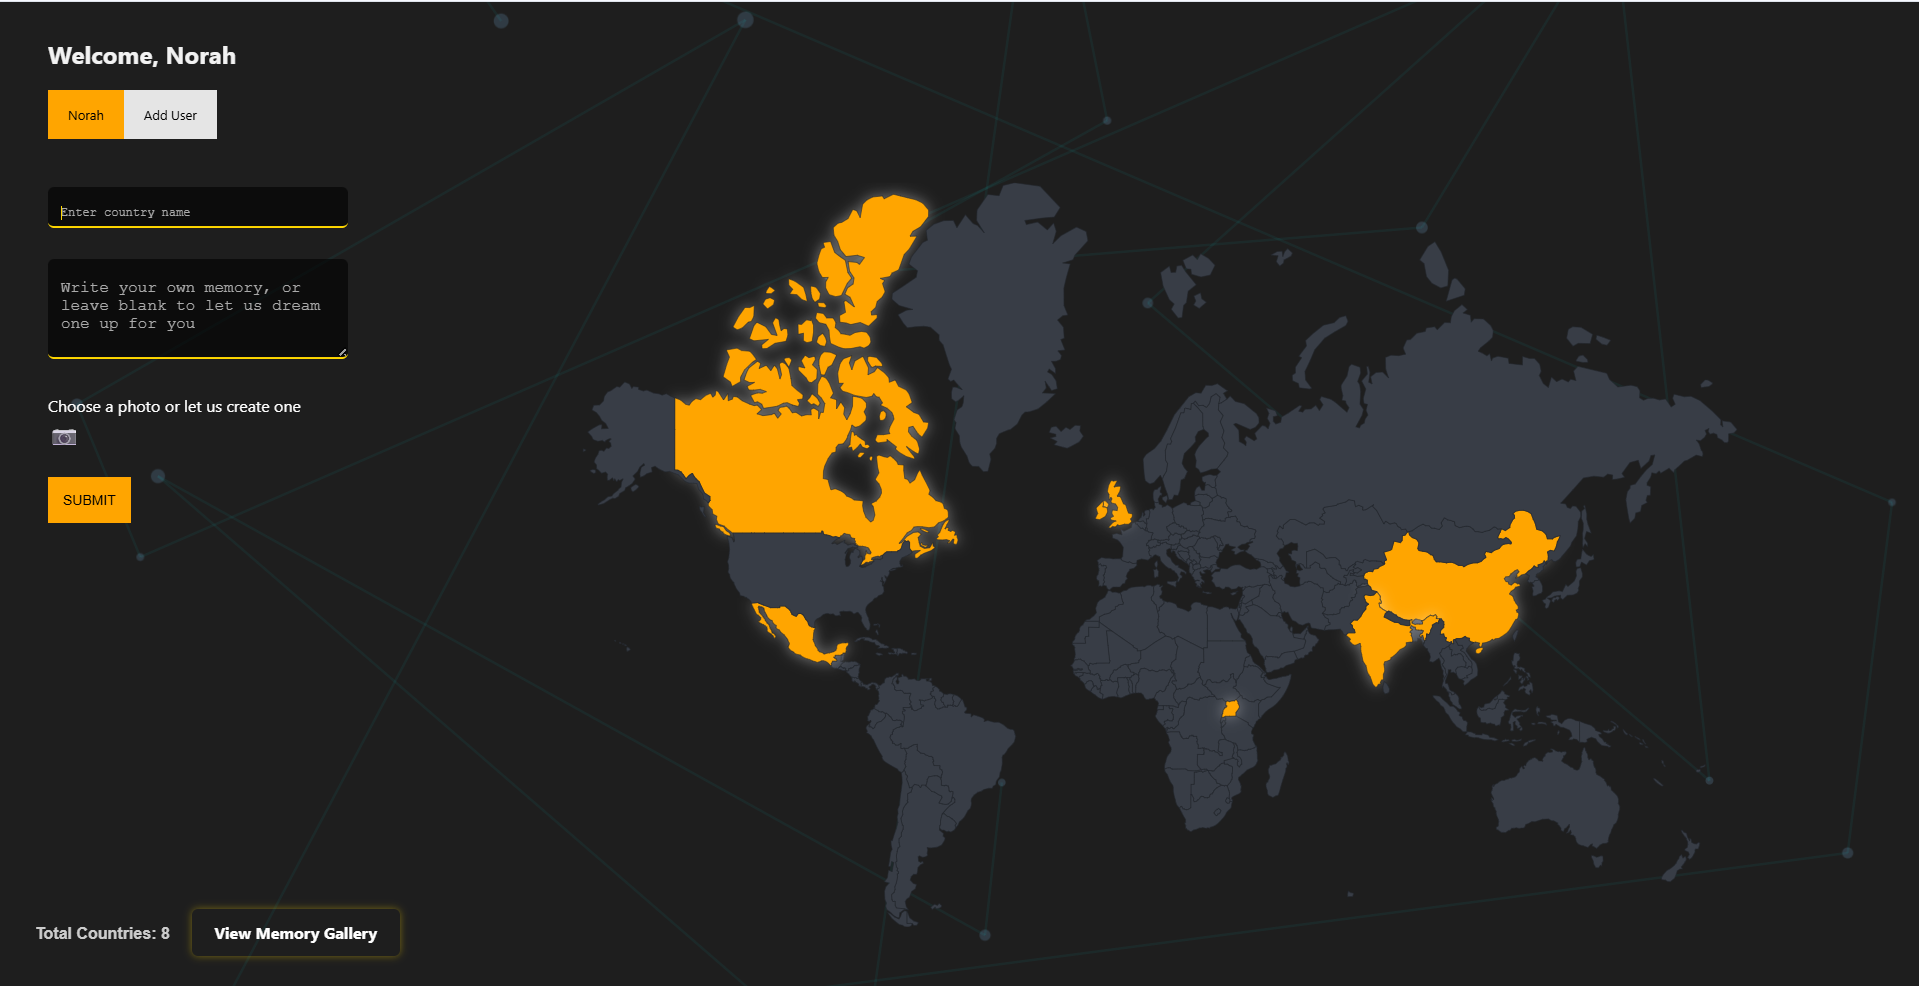 Welcome, Norah
Norah
Add User
Enter country name
Write your own memory, or
leave blank to let us dream
one up for you
Choose a photo or let us create one
SUBMIT
Total Countries: 8
View Memory Gallery